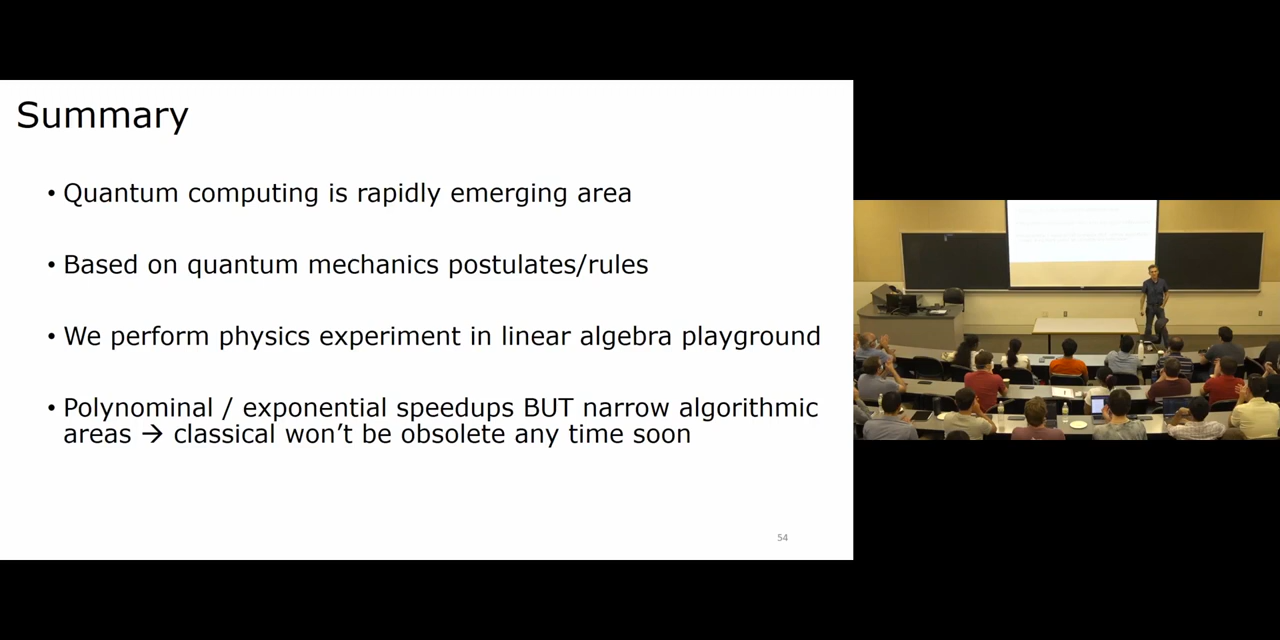 Summary
• Quantum computing is rapidly emerging area
• Based on quantum mechanics postulates/rules
• We perform physics experiment in linear algebra playground
• Polynominal / exponential speedups BUT narrow algorithmic
areas → classical won't be obsolete any time soon
54